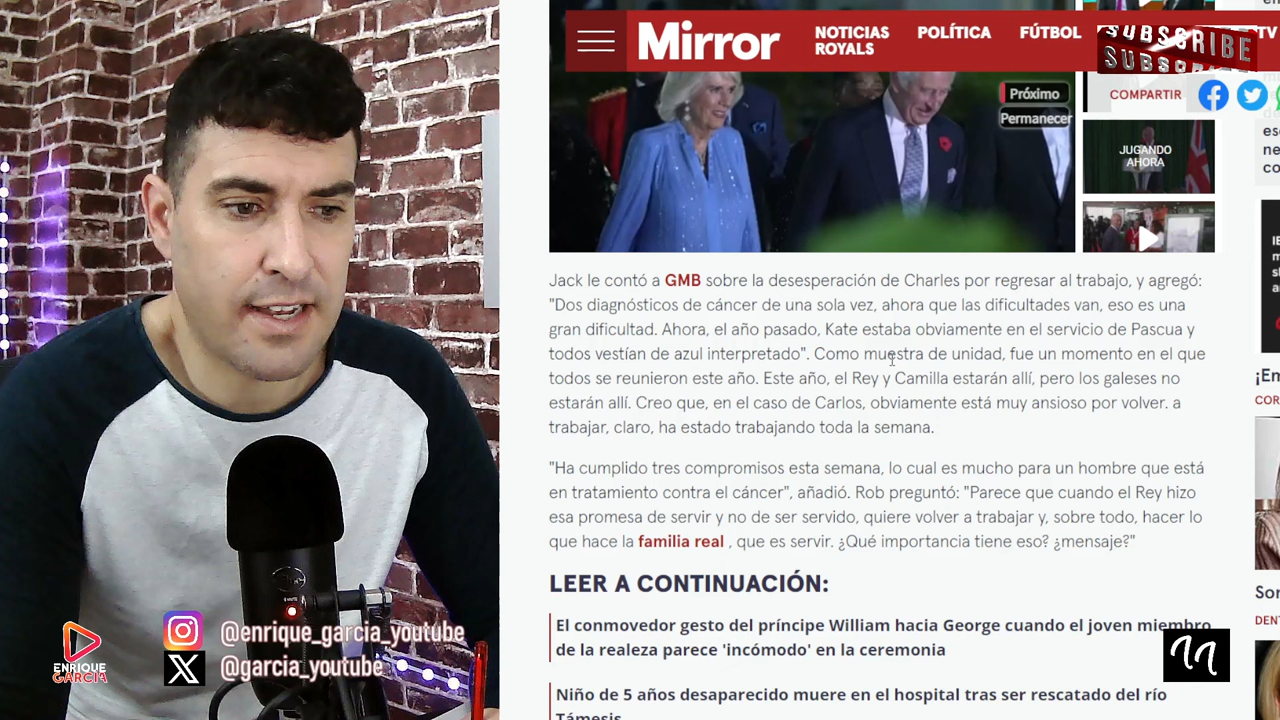 Mirror
NOTICIAS
ROYALS
POLÍTICA
FÚTBOL
SUBSCRIBE
TV
COMPARTIR
Próximo
Permanecer
JUGANDO
AHORA
Jack le contó a GMB sobre la desesperación de Charles por regresar al trabajo, y agregó:
"Dos diagnósticos de cáncer de una sola vez, ahora que las dificultades van, eso es una
gran dificultad. Ahora, el año pasado, Kate estaba obviamente en el servicio de Pascua y
todos vestían de azul interpretado". Como muestra de unidad, fue un momento en el que
todos se reunieron este año. Este año, el Rey y Camilla estarán allí, pero los galeses no
estarán allí. Creo que, en el caso de Carlos, obviamente está muy ansioso por volver. a
trabajar, claro, ha estado trabajando toda la semana.
"Ha cumplido tres compromisos esta semana, lo cual es mucho para un hombre que está
en tratamiento contra el cáncer", añadió. Rob preguntó: "Parece que cuando el Rey hizo
esa promesa de servir y no de ser servido, quiere volver a trabajar y, sobre todo, hacer lo
que hace la familia real , que es servir. ¿Qué importancia tiene eso? ¿mensaje?"
LEER A CONTINUACIÓN:
El conmovedor gesto del príncipe William hacia George cuando el joven miembro
de la realeza parece 'incómodo' en la ceremonia
Niño de 5 años desaparecido muere en el hospital tras ser rescatado del río
Támesis
ENRIQUE
GARCIA
@enrique_garcia_youtube
@garcia_youtube